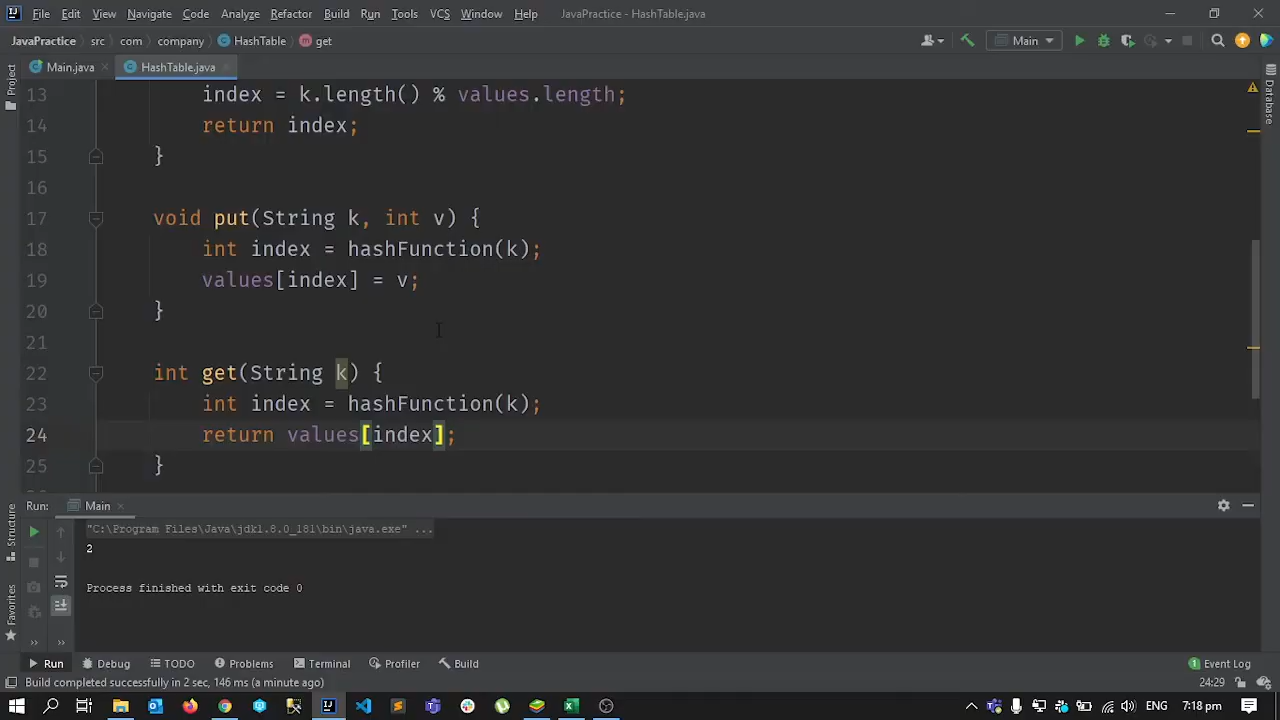 File Edit View Navigate Code Analyze Refactor Build Run Tools VCS Window Help JavaPractice - HashTable.java
JavaPractice src com company HashTable get Main
Project Main.java HashTable.java
Database
13 index = k.length() % values.length;
14 return index;
15 }
16
17 void put(String k, int v) {
18 int index = hashFunction(k);
19 values[index] = v;
20 }
21
22 int get(String k) {
23 int index = hashFunction(k);
24 return values[index];
25 }
Run: Main
Structure
Favorites
"C:\Program Files\Java\jdk1.8.0_181\bin\java.exe" ...
2
Process finished with exit code 0
Run Debug TODO Problems Terminal Profiler Build 1 Event Log
Build completed successfully in 2 sec, 146 ms (a minute ago) 24:29
7:18 pm